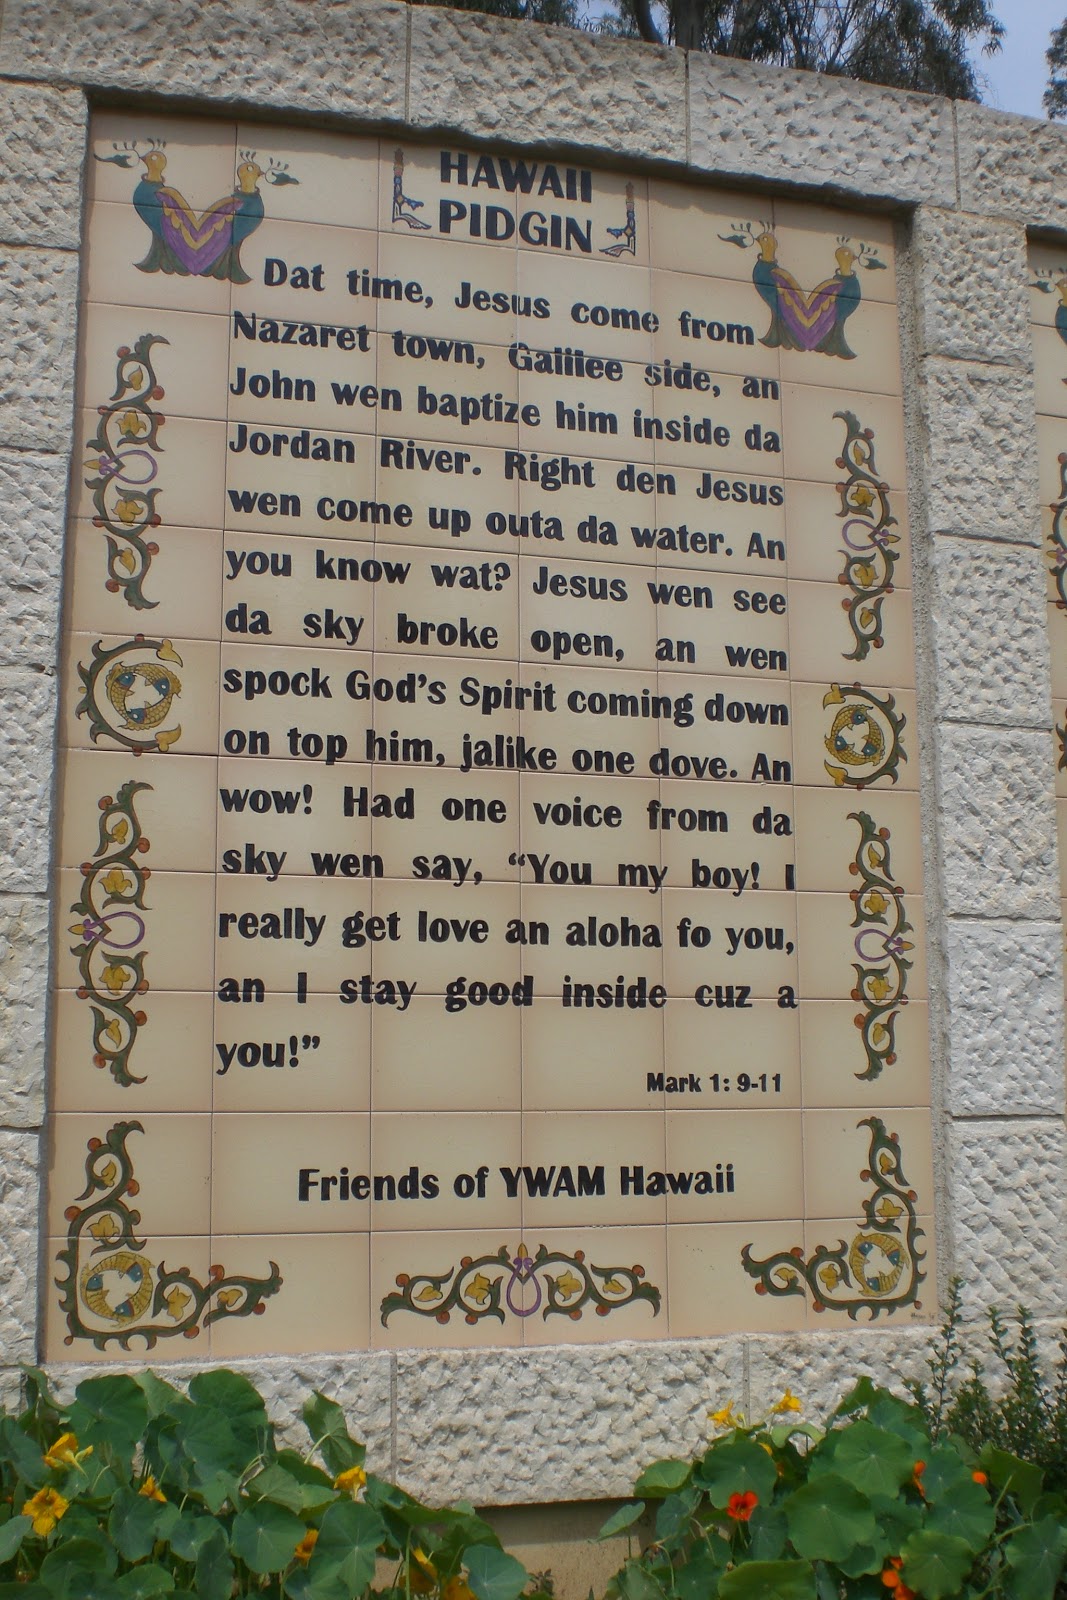 HAWAII
PIDGIN
Dat time, Jesus come from
Nazaret town, Galilee side, an
John wen baptize him inside da
Jordan River. Right den Jesus
wen come up outa da water. An
you know wat? Jesus wen see
da sky broke open, an wen
spock God's Spirit coming down
on top him, jalike one dove. An
wow! Had one voice from da
sky wen say, “You my boy! I
really get love an aloha fo you,
an I stay good inside cuz a
you!”
Mark 1: 9-11
Friends of YWAM Hawaii